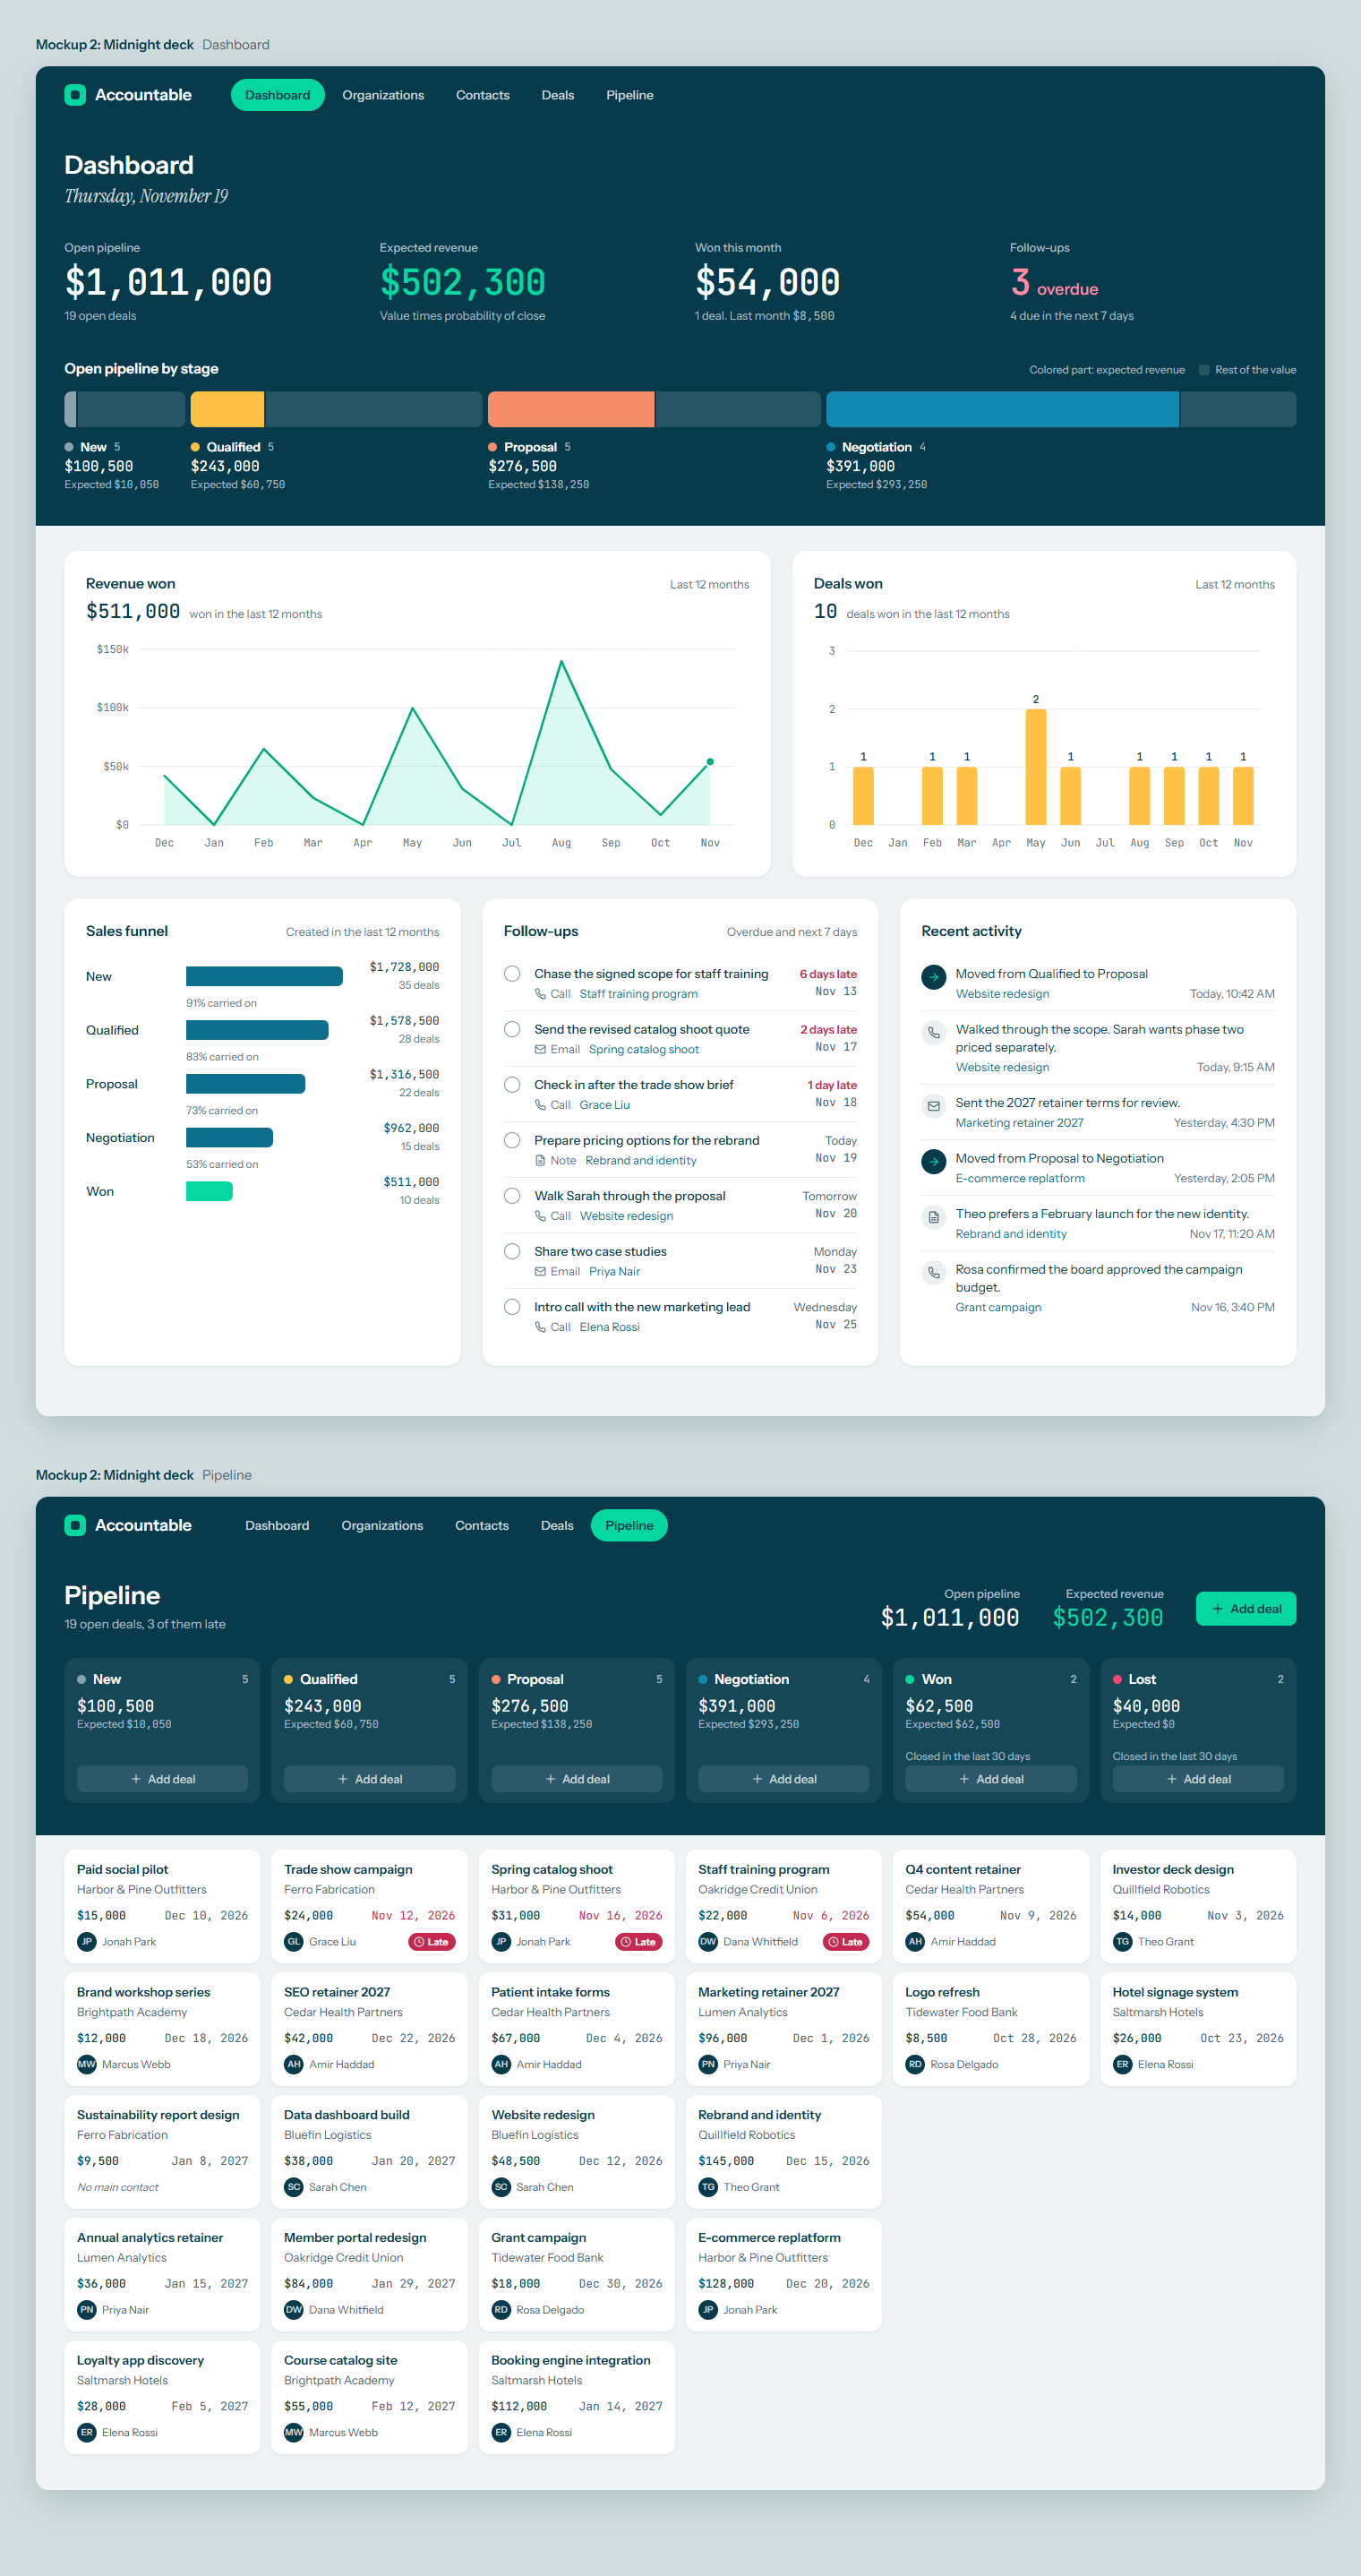 Mockup 2: Midnight deck Dashboard
Accountable Dashboard Organizations Contacts Deals Pipeline
Dashboard
Thursday, November 19
Open pipeline
$1,011,000
19 open deals
Expected revenue
$502,300
Value times probability of close
Won this month
$54,000
1 deal. Last month $8,500
Follow-ups
3 overdue
4 due in the next 7 days
Open pipeline by stage
Colored part: expected revenue Rest of the value
New 5
$100,500
Expected $10,050
Qualified 5
$243,000
Expected $60,750
Proposal 5
$276,500
Expected $138,250
Negotiation 4
$391,000
Expected $293,250
Revenue won Last 12 months
$511,000 won in the last 12 months
$150k
$100k
$50k
$0
Dec Jan Feb Mar Apr May Jun Jul Aug Sep Oct Nov
Deals won Last 12 months
10 deals won in the last 12 months
3
2
1
0
1 1 1 2 1 1 1 1 1
Dec Jan Feb Mar Apr May Jun Jul Aug Sep Oct Nov
Sales funnel Created in the last 12 months
New $1,728,000
35 deals
91% carried on
Qualified $1,578,500
28 deals
83% carried on
Proposal $1,316,500
22 deals
73% carried on
Negotiation $962,000
15 deals
53% carried on
Won $511,000
10 deals
Follow-ups Overdue and next 7 days
Chase the signed scope for staff training 6 days late
Call Staff training program Nov 13
Send the revised catalog shoot quote 2 days late
Email Spring catalog shoot Nov 17
Check in after the trade show brief 1 day late
Call Grace Liu Nov 18
Prepare pricing options for the rebrand Today
Note Rebrand and identity Nov 19
Walk Sarah through the proposal Tomorrow
Call Website redesign Nov 20
Share two case studies Monday
Email Priya Nair Nov 23
Intro call with the new marketing lead Wednesday
Call Elena Rossi Nov 25
Recent activity
Moved from Qualified to Proposal
Website redesign Today, 10:42 AM
Walked through the scope. Sarah wants phase two
priced separately.
Website redesign Today, 9:15 AM
Sent the 2027 retainer terms for review.
Marketing retainer 2027 Yesterday, 4:30 PM
Moved from Proposal to Negotiation
E-commerce replatform Yesterday, 2:05 PM
Theo prefers a February launch for the new identity.
Rebrand and identity Nov 17, 11:20 AM
Rosa confirmed the board approved the campaign
budget.
Grant campaign Nov 16, 3:40 PM
Mockup 2: Midnight deck Pipeline
Accountable Dashboard Organizations Contacts Deals Pipeline
Pipeline
19 open deals, 3 of them late
Open pipeline
$1,011,000
Expected revenue
$502,300
+ Add deal
New 5
$100,500
Expected $10,050
+ Add deal
Qualified 5
$243,000
Expected $60,750
+ Add deal
Proposal 5
$276,500
Expected $138,250
+ Add deal
Negotiation 4
$391,000
Expected $293,250
+ Add deal
Won 2
$62,500
Expected $62,500
Closed in the last 30 days
+ Add deal
Lost 2
$40,000
Expected $0
Closed in the last 30 days
+ Add deal
Paid social pilot
Harbor & Pine Outfitters
$15,000 Dec 10, 2026
JP Jonah Park
Trade show campaign
Ferro Fabrication
$24,000 Nov 12, 2026
GL Grace Liu Late
Spring catalog shoot
Harbor & Pine Outfitters
$31,000 Nov 16, 2026
JP Jonah Park Late
Staff training program
Oakridge Credit Union
$22,000 Nov 6, 2026
DW Dana Whitfield Late
Q4 content retainer
Cedar Health Partners
$54,000 Nov 9, 2026
AH Amir Haddad
Investor deck design
Quillfield Robotics
$14,000 Nov 3, 2026
TG Theo Grant
Brand workshop series
Brightpath Academy
$12,000 Dec 18, 2026
MW Marcus Webb
SEO retainer 2027
Cedar Health Partners
$42,000 Dec 22, 2026
AH Amir Haddad
Patient intake forms
Cedar Health Partners
$67,000 Dec 4, 2026
AH Amir Haddad
Marketing retainer 2027
Lumen Analytics
$96,000 Dec 1, 2026
PN Priya Nair
Logo refresh
Tidewater Food Bank
$8,500 Oct 28, 2026
RD Rosa Delgado
Hotel signage system
Saltmarsh Hotels
$26,000 Oct 23, 2026
ER Elena Rossi
Sustainability report design
Ferro Fabrication
$9,500 Jan 8, 2027
No main contact
Data dashboard build
Bluefin Logistics
$38,000 Jan 20, 2027
SC Sarah Chen
Website redesign
Bluefin Logistics
$48,500 Dec 12, 2026
SC Sarah Chen
Rebrand and identity
Quillfield Robotics
$145,000 Dec 15, 2026
TG Theo Grant
Annual analytics retainer
Lumen Analytics
$36,000 Jan 15, 2027
PN Priya Nair
Member portal redesign
Oakridge Credit Union
$84,000 Jan 29, 2027
DW Dana Whitfield
Grant campaign
Tidewater Food Bank
$18,000 Dec 30, 2026
RD Rosa Delgado
E-commerce replatform
Harbor & Pine Outfitters
$128,000 Dec 20, 2026
JP Jonah Park
Loyalty app discovery
Saltmarsh Hotels
$28,000 Feb 5, 2027
ER Elena Rossi
Course catalog site
Brightpath Academy
$55,000 Feb 12, 2027
MW Marcus Webb
Booking engine integration
Saltmarsh Hotels
$112,000 Jan 14, 2027
ER Elena Rossi